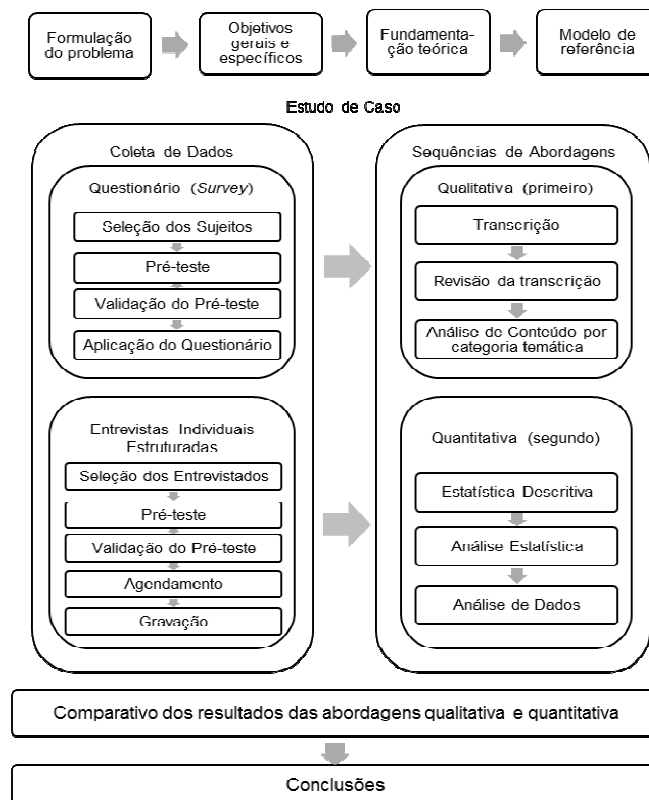 Formulação
do problema
Objetivos
gerais e
específicos
Fundamenta-
ção teórica
Modelo de
referência
Estudo de Caso
Coleta de Dados
Questionário (Survey)
Seleção dos Sujeitos
Pré-teste
Validação do Pré-teste
Aplicação do Questionário
Entrevistas Individuais
Estruturadas
Seleção dos Entrevistados
Pré-teste
Validação do Pré-teste
Agendamento
Gravação
Sequências de Abordagens
Qualitativa (primeiro)
Transcrição
Revisão da transcrição
Análise de Conteúdo por
categoria temática
Quantitativa (segundo)
Estatística Descritiva
Análise Estatística
Análise de Dados
Comparativo dos resultados das abordagens qualitativa e quantitativa
Conclusões